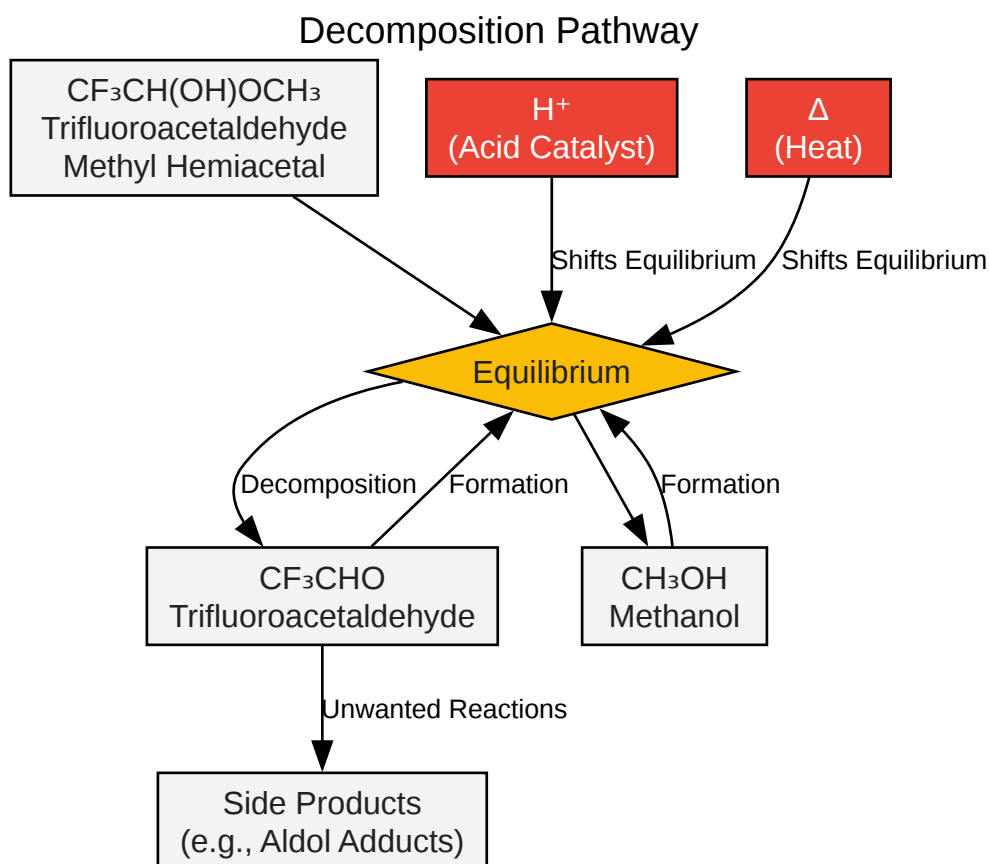 Decomposition Pathway
CF₃CH(OH)OCH₃
Trifluoroacetaldehyde
Methyl Hemiacetal
H⁺
(Acid Catalyst)
Δ
(Heat)
Shifts Equilibrium
Shifts Equilibrium
Equilibrium
Decomposition
Formation
Formation
CF₃CHO
Trifluoroacetaldehyde
CH₃OH
Methanol
Unwanted Reactions
Side Products
(e.g., Aldol Adducts)